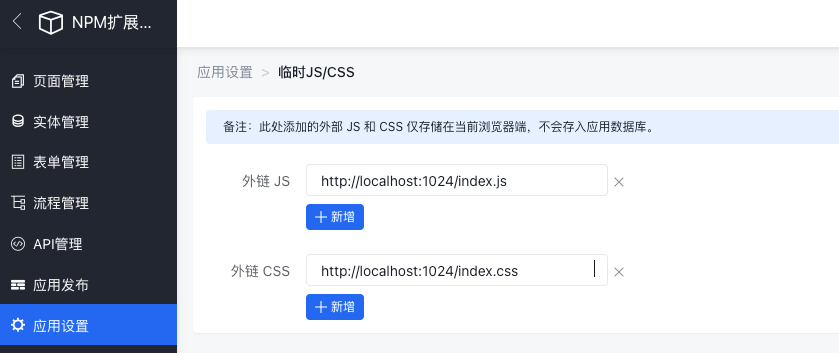 NPM扩展...
页面管理
实体管理
表单管理
流程管理
API管理
应用发布
应用设置
应用设置 > 临时JS/CSS
备注：此处添加的外部 JS 和 CSS 仅存储在当前浏览器端，不会存入应用数据库。
外链 JS http://localhost:1024/index.js
新增
外链 CSS http://localhost:1024/index.css
新增